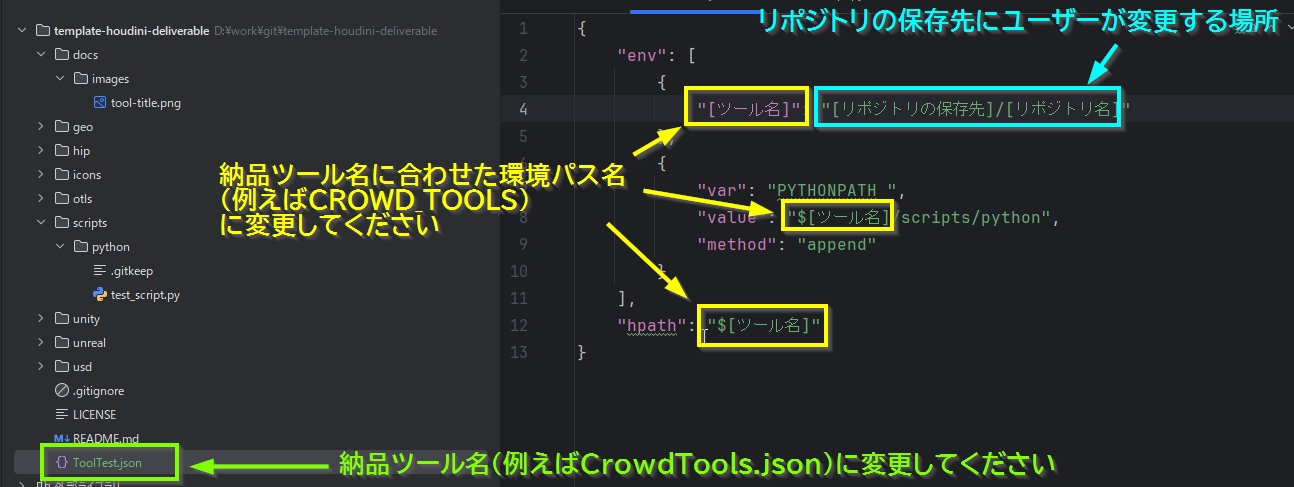 リポジトリの保存先にユーザーが変更する場所
template-houdini-deliverable D:¥work¥git¥template-houdini-deliverable
docs
images
tool-title.png
geo
hip
icons
otls
scripts
python
.gitkeep
test_script.py
unity
unreal
usd
.gitignore
LICENSE
README.md
ToolTest.json
1 {
2 "env": [
3 {
4 "[ツール名]": "[リポジトリの保存先]/[リポジトリ名]"
5 },
{
"var": "PYTHONPATH ",
8 "value": "$[ツール名]/scripts/python",
9 "method": "append"
10 }
11 ],
12 "hpath": "$[ツール名]"
13 }
納品ツール名に合わせた環境パス名
(例えばCROWD_TOOLS)
に変更してください
納品ツール名(例えばCrowdTools.json)に変更してください